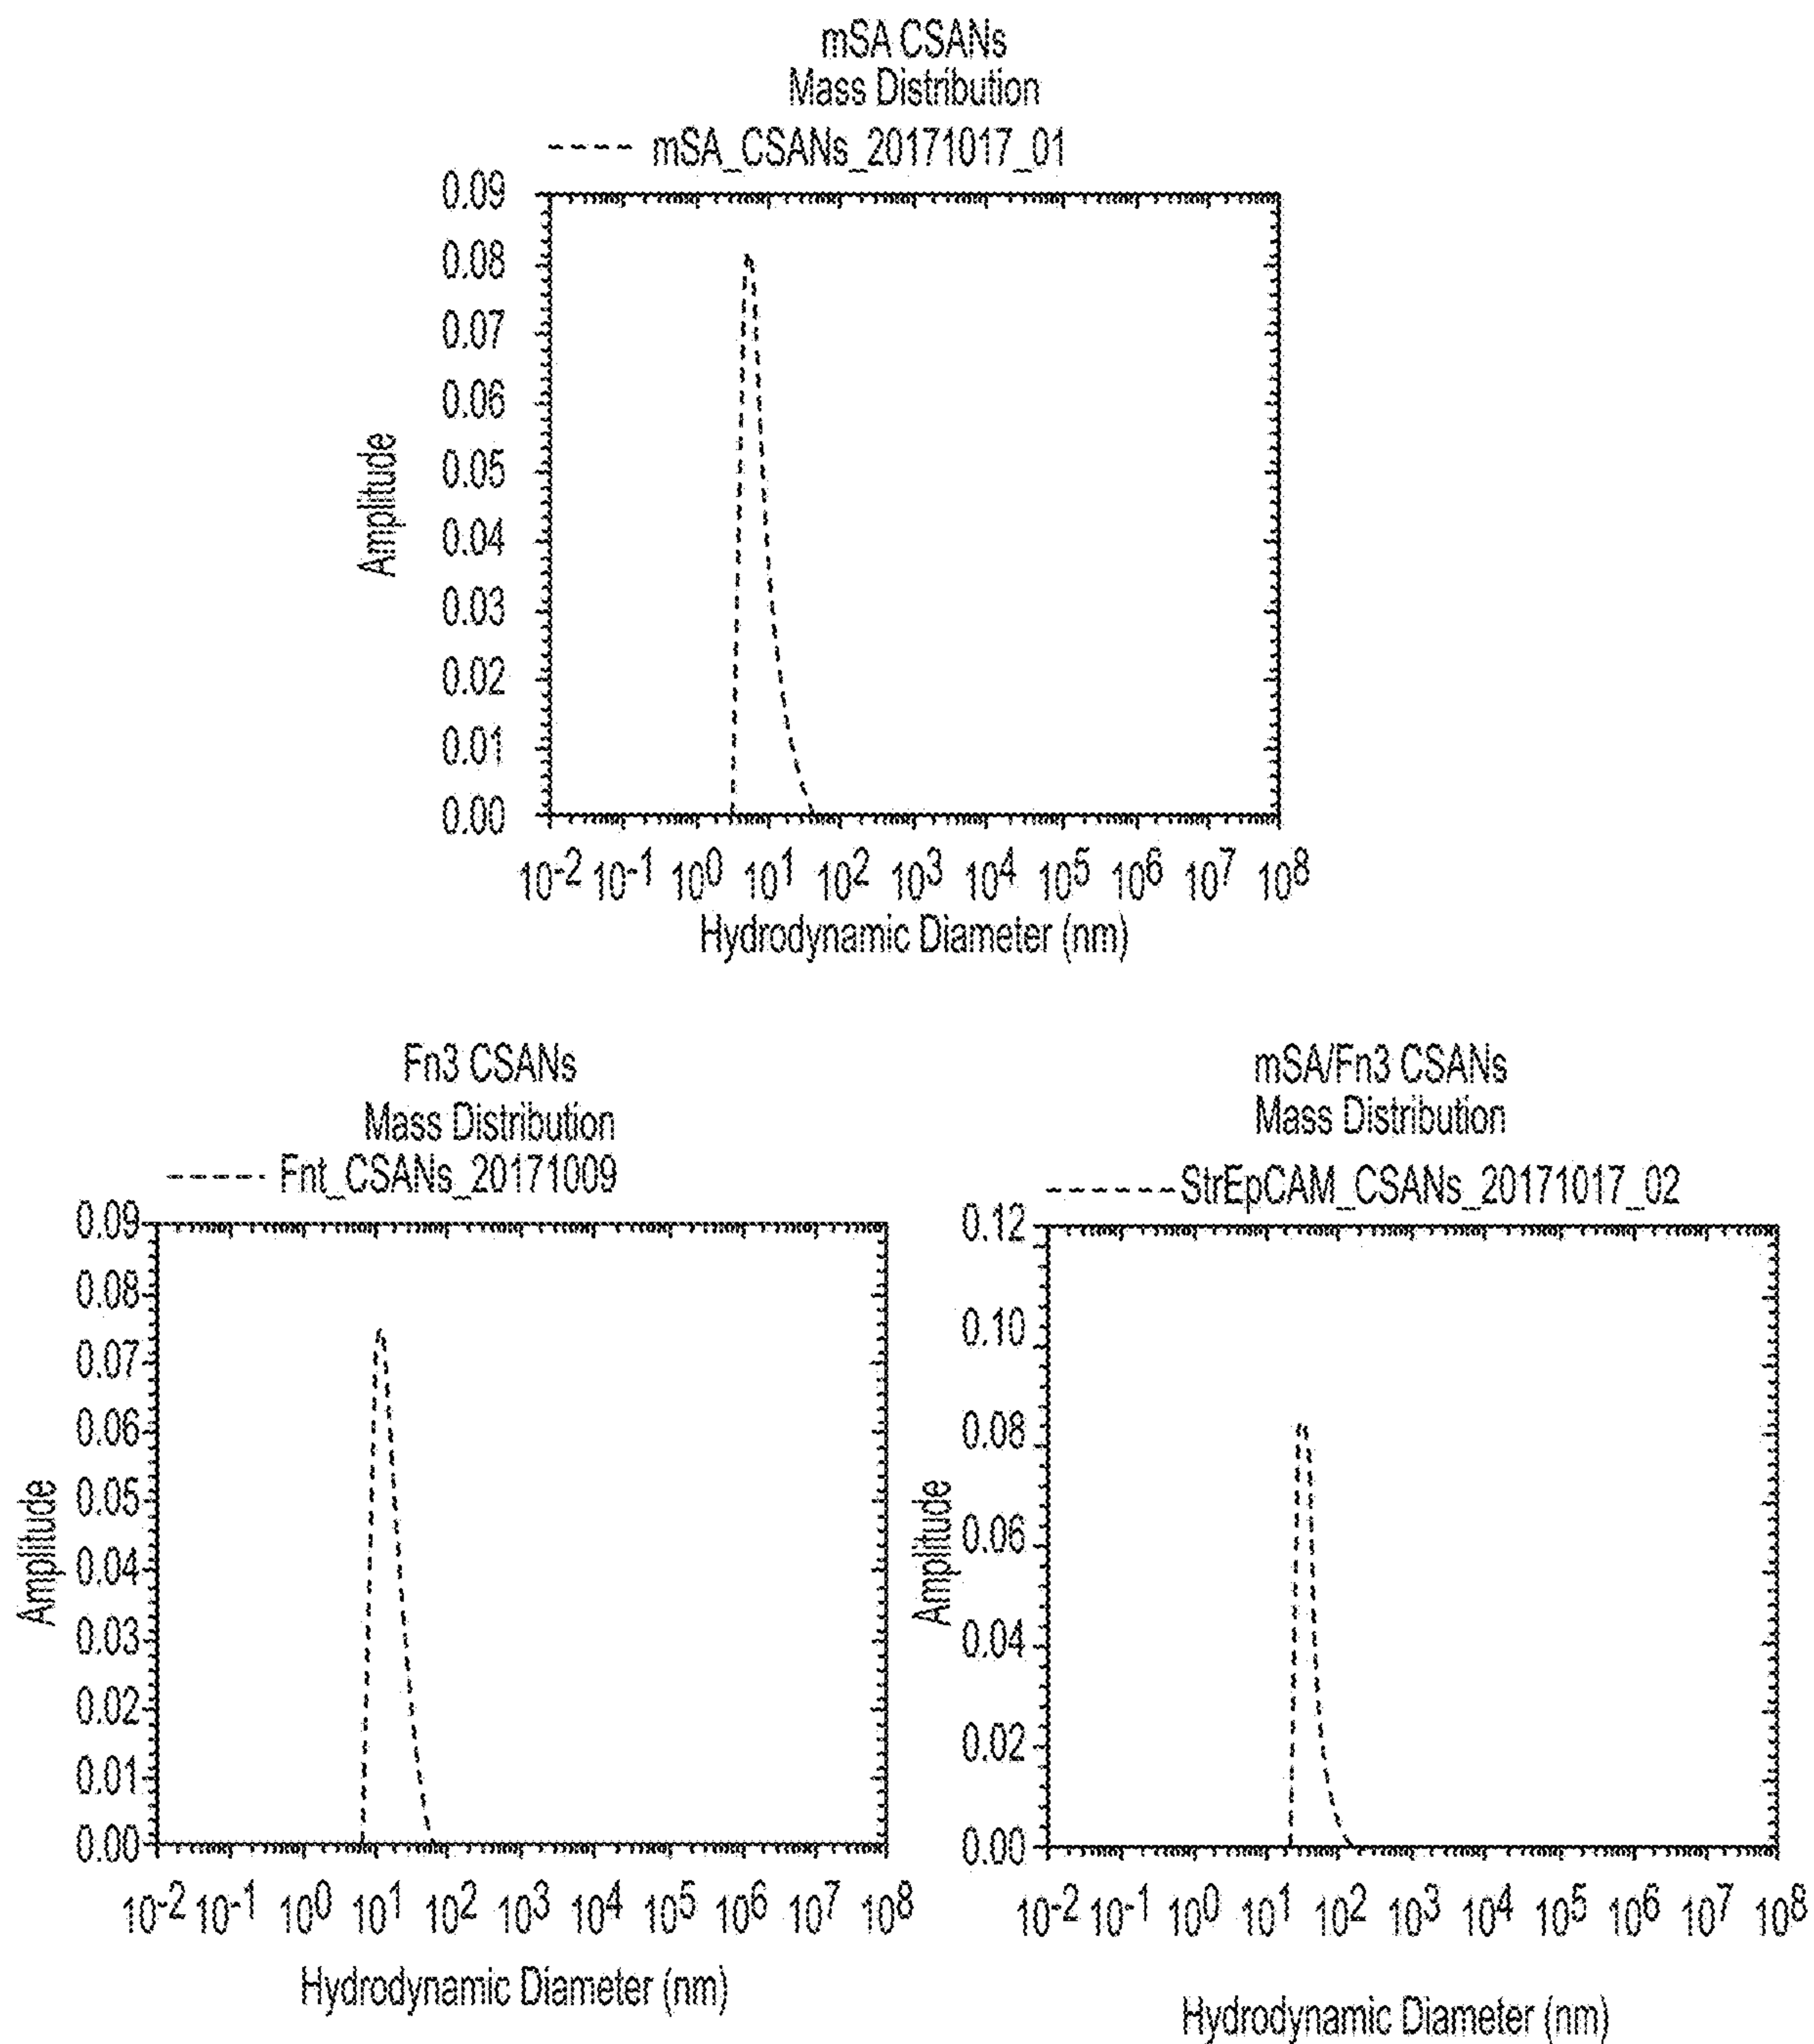 mSA CSANs
Mass Distribution
mSA_CSANs_20171017_01
0.09
0.08
0.07
0.06
0.05
0.04
0.03
0.02
0.01
0.00
Amplitude
10-2 10-1 100 101 102 103 104 105 106 107 108
Hydrodynamic Diameter (nm)
Fn3 CSANs
Mass Distribution
Fnt_CSANs_20171009
0.09
0.08
0.07
0.06
0.05
0.04
0.03
0.02
0.01
0.00
Amplitude
10-2 10-1 100 101 102 103 104 105 106 107 108
Hydrodynamic Diameter (nm)
mSA/Fn3 CSANs
Mass Distribution
StrEpCAM_CSANs_20171017_02
0.12
0.10
0.08
0.06
0.04
0.02
0.00
Amplitude
10-2 10-1 100 101 102 103 104 105 106 107 108
Hydrodynamic Diameter (nm)